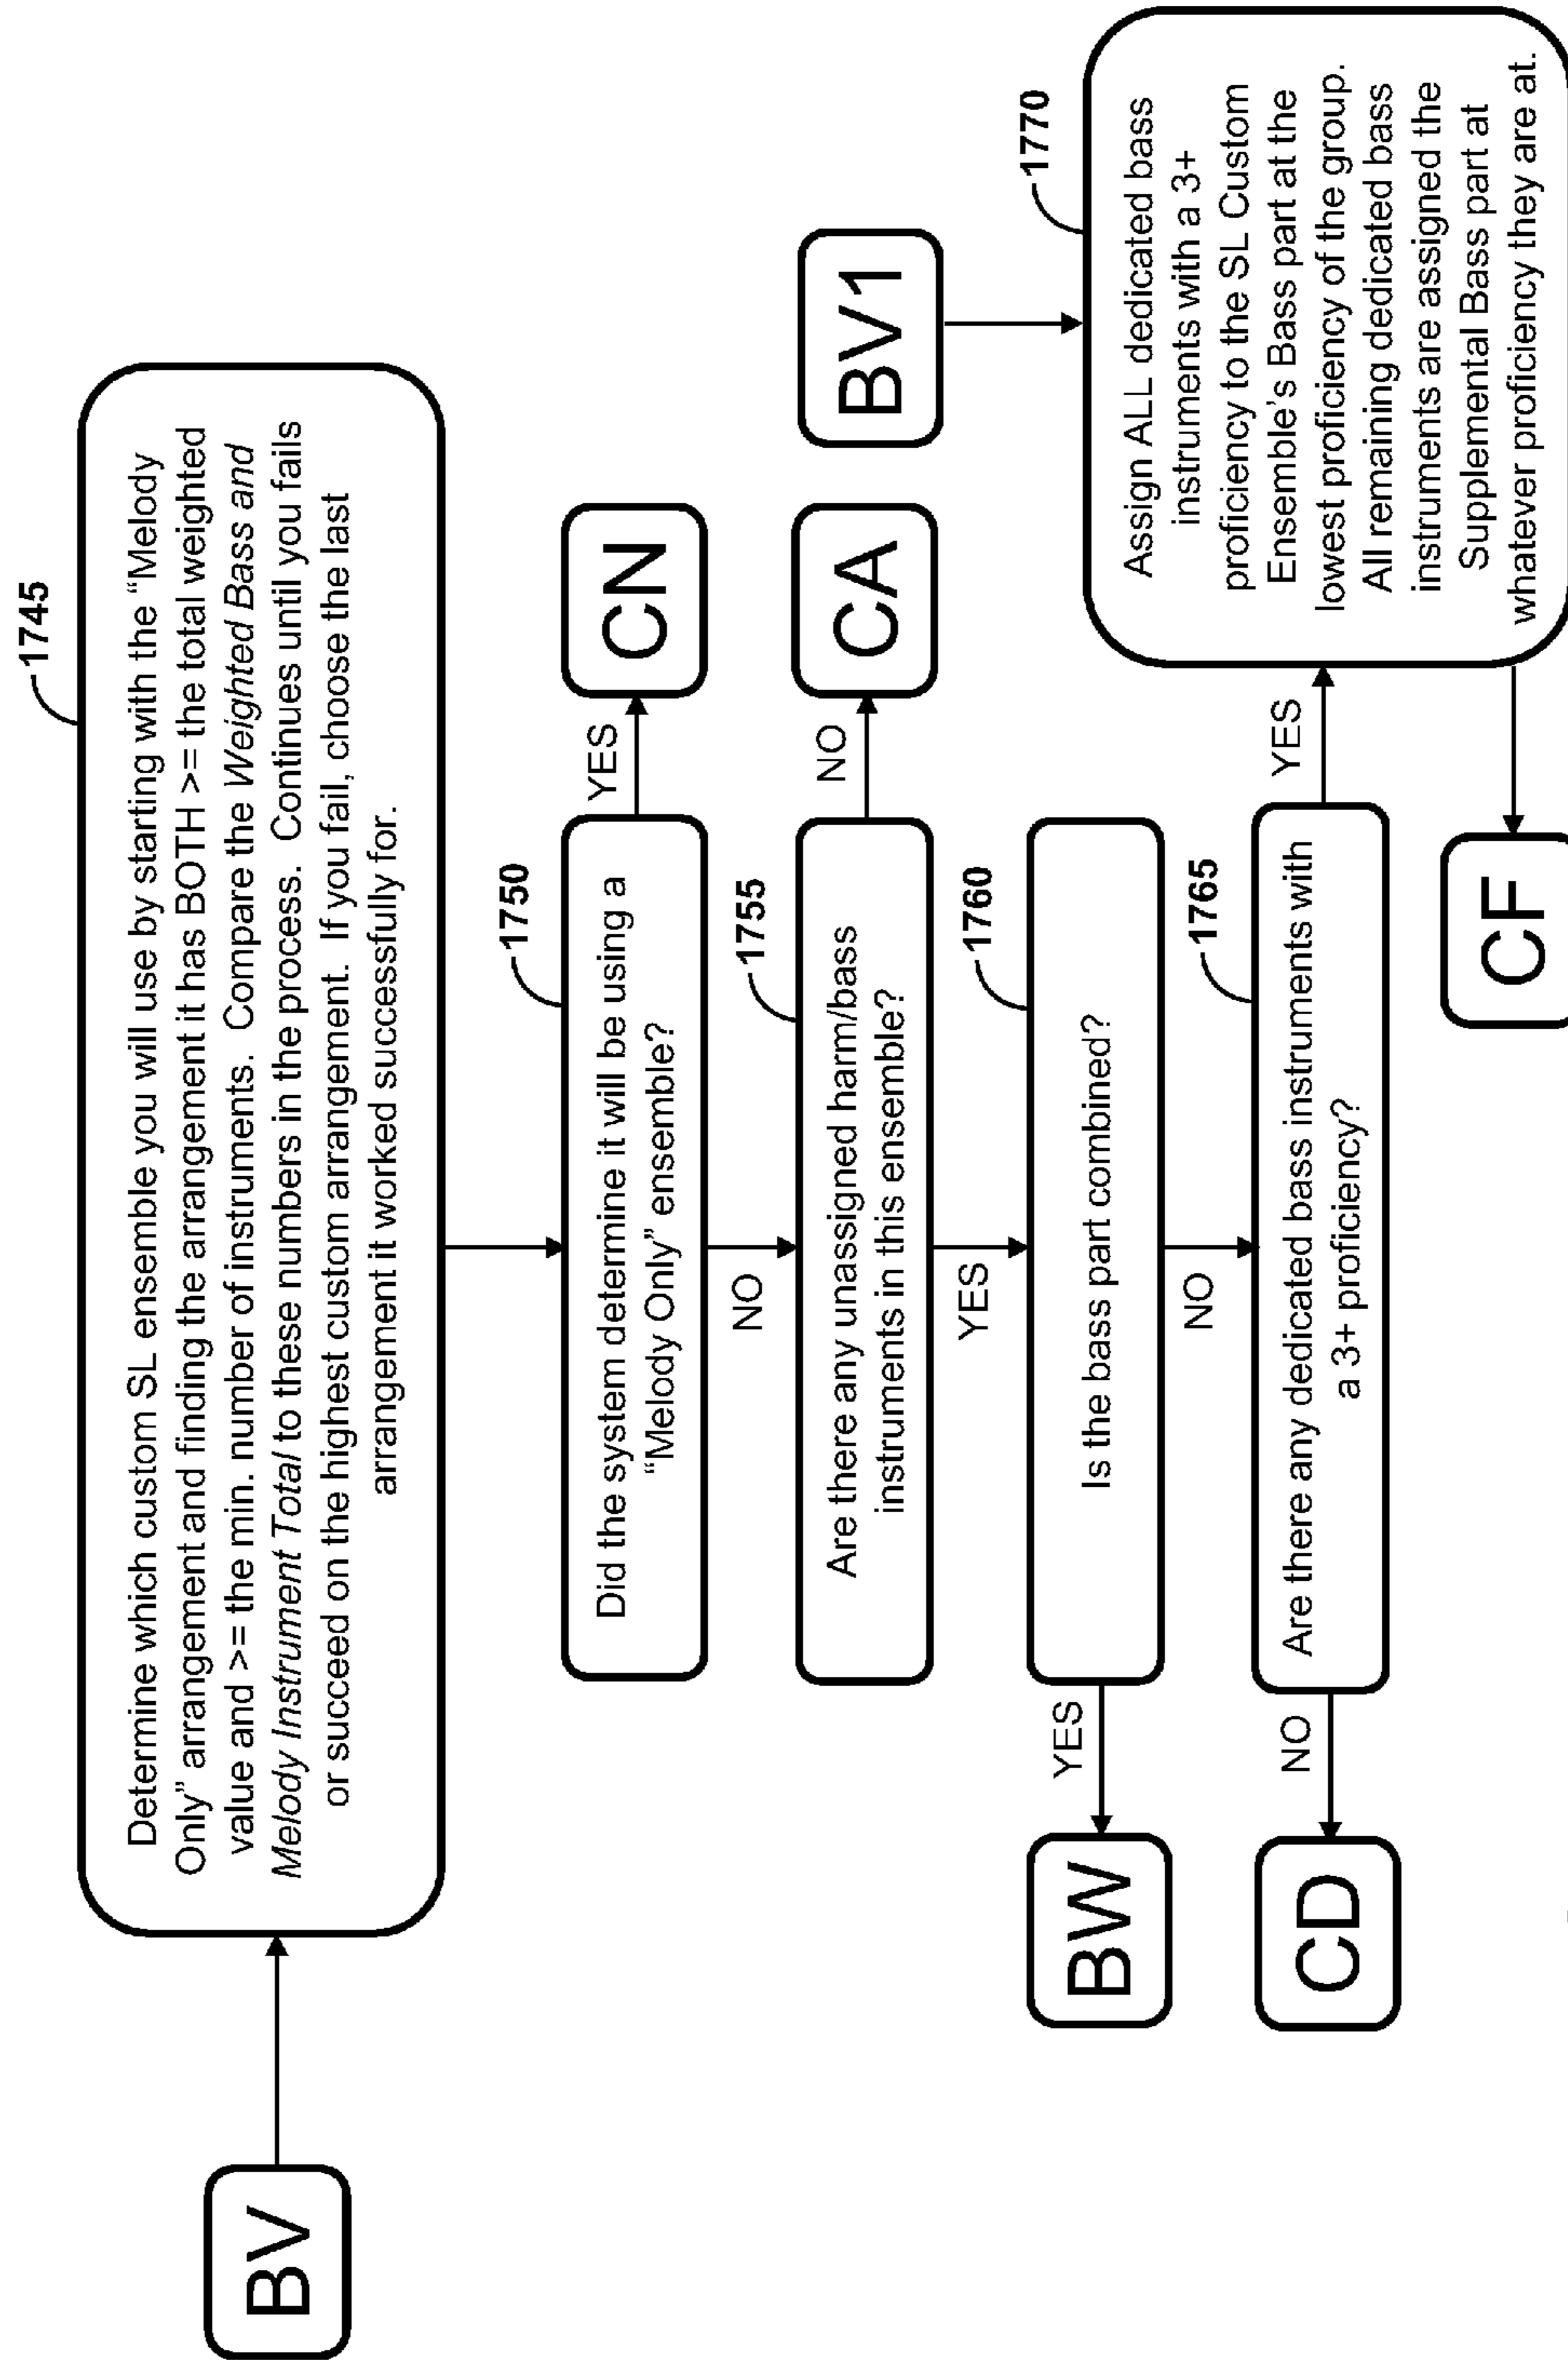 1745
BV
Determine which custom SL ensemble you will use by starting with the “Melody
Only” arrangement and finding the arrangement it has BOTH >= the total weighted
value and >= the min. number of instruments.  Compare the Weighted Bass and
Melody Instrument Total to these numbers in the process.  Continues until you fails
or succeed on the highest custom arrangement. If you fail, choose the last
arrangement it worked successfully for.
1750
Did the system determine it will be using a
“Melody Only” ensemble?
YES
CN
NO
1755
Are there any unassigned harm/bass
instruments in this ensemble?
NO
CA
BV1
YES
1760
Is the bass part combined?
YES
BW
NO
1765
Are there any dedicated bass instruments with
a 3+ proficiency?
NO
CD
YES
1770
Assign ALL dedicated bass
instruments with a 3+
proficiency to the SL Custom
Ensemble’s Bass part at the
lowest proficiency of the group.
All remaining dedicated bass
instruments are assigned the
Supplemental Bass part at
whatever proficiency they are at.
CF